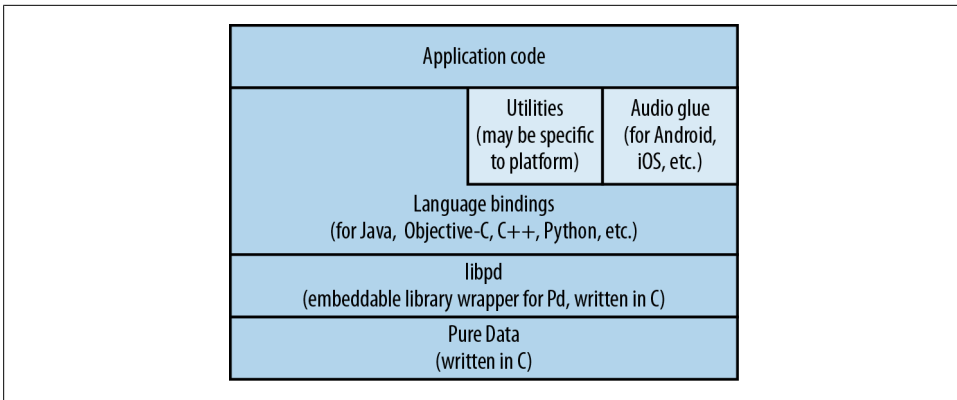 Application code
Utilities
(may be specific
to platform)
Audio glue
(for Android,
iOS, etc.)
Language bindings
(for Java, Objective-C, C++, Python, etc.)
libpd
(embeddable library wrapper for Pd, written in C)
Pure Data
(written in C)